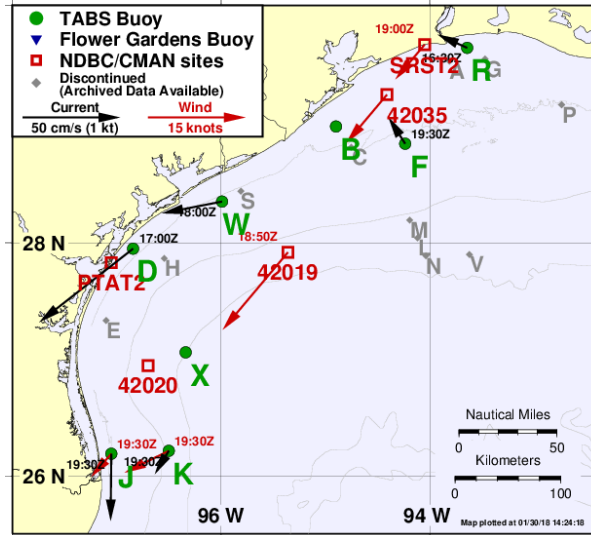 TABS Buoy
Flower Gardens Buoy
NDBC/CMAN sites
Discontinued
(Archived Data Available)
Current
Wind
50 cm/s (1 kt)
15 knots
19:00Z
SRST2
15:30Z
R
A
G
42035
P
B
C
19:30Z
F
S
18:00Z
W
M
18:50Z
L
28 N
17:00Z
D
H
42019
N
V
PTAT2
E
X
42020
Nautical Miles
0
50
Kilometers
0
100
19:30Z
19:30Z
19:30Z
19:30Z
J
K
26 N
96 W
94 W
Map plotted at 01/30/18 14:24:18